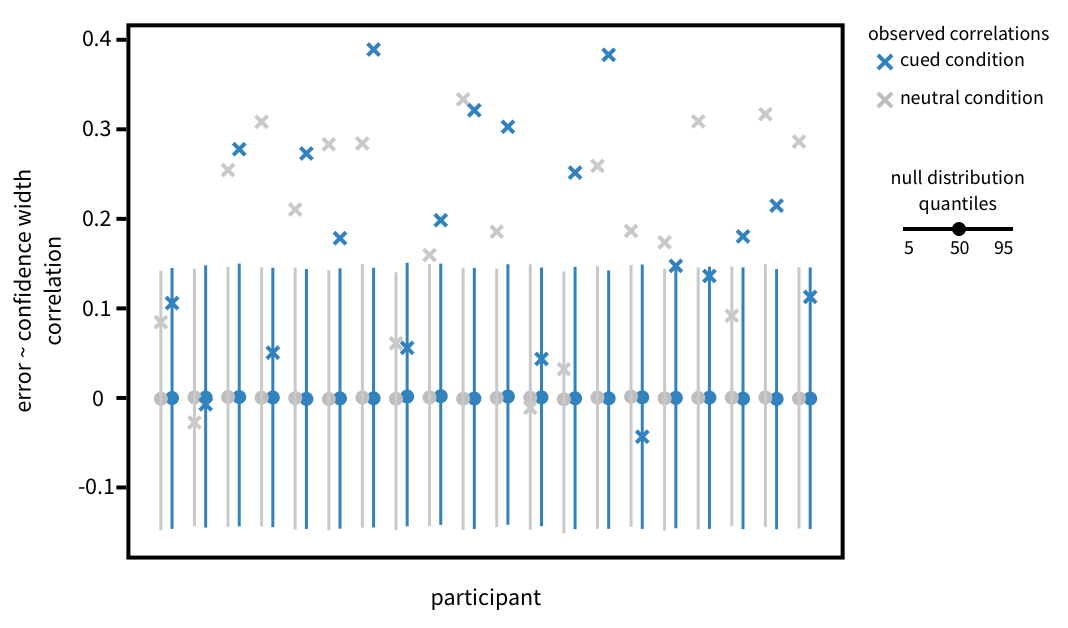 0.4
0.3
0.2
0.1
0
-0.1
error ~ confidence width
correlation
participant
observed correlations
cued condition
neutral condition
null distribution
quantiles
5 50 95